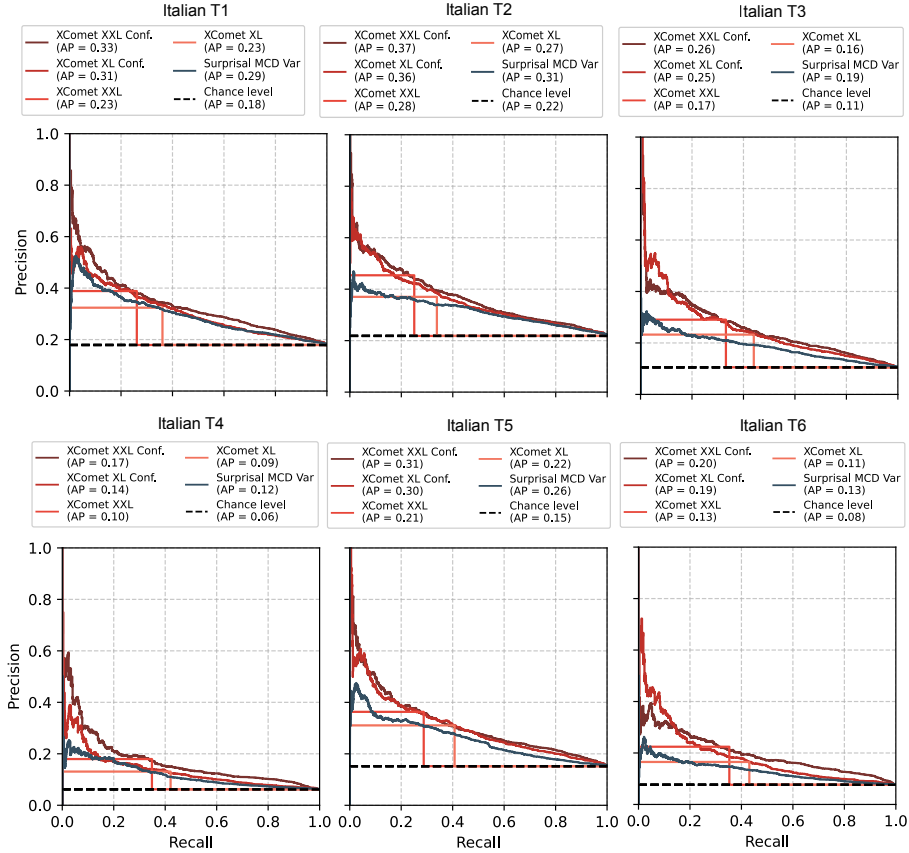 Italian T1
XComet XXL Conf.
(AP = 0.33)
XComet XL Conf.
(AP = 0.31)
XComet XXL
(AP = 0.23)
XComet XL
(AP = 0.23)
Surprisal MCD Var
(AP = 0.29)
Chance level
(AP = 0.18)
Italian T2
XComet XXL Conf.
(AP = 0.37)
XComet XL Conf.
(AP = 0.36)
XComet XXL
(AP = 0.28)
XComet XL
(AP = 0.27)
Surprisal MCD Var
(AP = 0.31)
Chance level
(AP = 0.22)
Italian T3
XComet XXL Conf.
(AP = 0.26)
XComet XL Conf.
(AP = 0.25)
XComet XXL
(AP = 0.17)
XComet XL
(AP = 0.16)
Surprisal MCD Var
(AP = 0.19)
Chance level
(AP = 0.11)
Precision
1.0
0.8
0.6
0.4
0.2
0.0
Italian T4
XComet XXL Conf.
(AP = 0.17)
XComet XL Conf.
(AP = 0.14)
XComet XXL
(AP = 0.10)
XComet XL
(AP = 0.09)
Surprisal MCD Var
(AP = 0.12)
Chance level
(AP = 0.06)
Italian T5
XComet XXL Conf.
(AP = 0.31)
XComet XL Conf.
(AP = 0.30)
XComet XXL
(AP = 0.21)
XComet XL
(AP = 0.22)
Surprisal MCD Var
(AP = 0.26)
Chance level
(AP = 0.15)
Italian T6
XComet XXL Conf.
(AP = 0.20)
XComet XL Conf.
(AP = 0.19)
XComet XXL
(AP = 0.13)
XComet XL
(AP = 0.11)
Surprisal MCD Var
(AP = 0.13)
Chance level
(AP = 0.08)
Precision
1.0
0.8
0.6
0.4
0.2
0.0
0.0 0.2 0.4 0.6 0.8 1.0
Recall
0.0 0.2 0.4 0.6 0.8 1.0
Recall
0.0 0.2 0.4 0.6 0.8 1.0
Recall